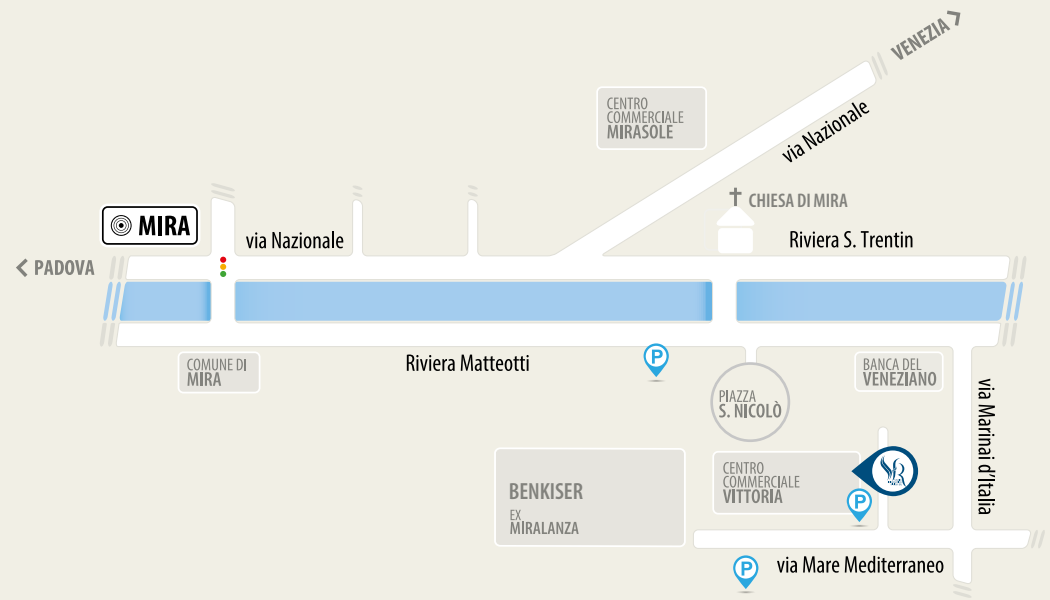 VENEZIA
CENTRO
COMMERCIALE
MIRASOLE
via Nazionale
CHIESA DI MIRA
MIRA
via Nazionale
Riviera S. Trentin
PADOVA
COMUNE DI
MIRA
Riviera Matteotti
P
BANCA DEL
VENEZIANO
PIAZZA
S. NICOLÒ
via Marinai d'Italia
CENTRO
COMMERCIALE
VITTORIA
P
BENKISER
EX
MIRALANZA
via Mare Mediterraneo
P